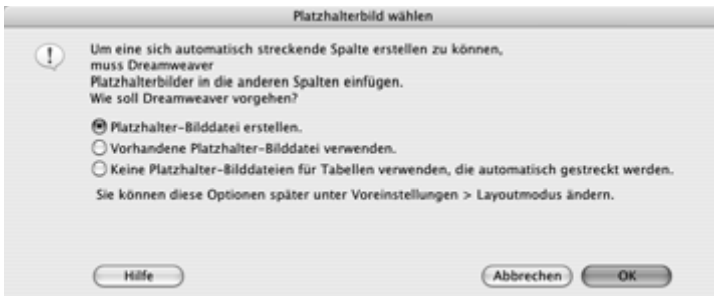 Platzhalterbild wählen
Um eine sich automatisch streckende Spalte erstellen zu können,
muss Dreamweaver
Platzhalterbilder in die anderen Spalten einfügen.
Wie soll Dreamweaver vorgehen?
Platzhalter-Bilddatei erstellen.
Vorhandene Platzhalter-Bilddatei verwenden.
Keine Platzhalter-Bilddateien für Tabellen verwenden, die automatisch gestreckt werden.
Sie können diese Optionen später unter Voreinstellungen > Layoutmodus ändern.
Hilfe Abbrechen OK